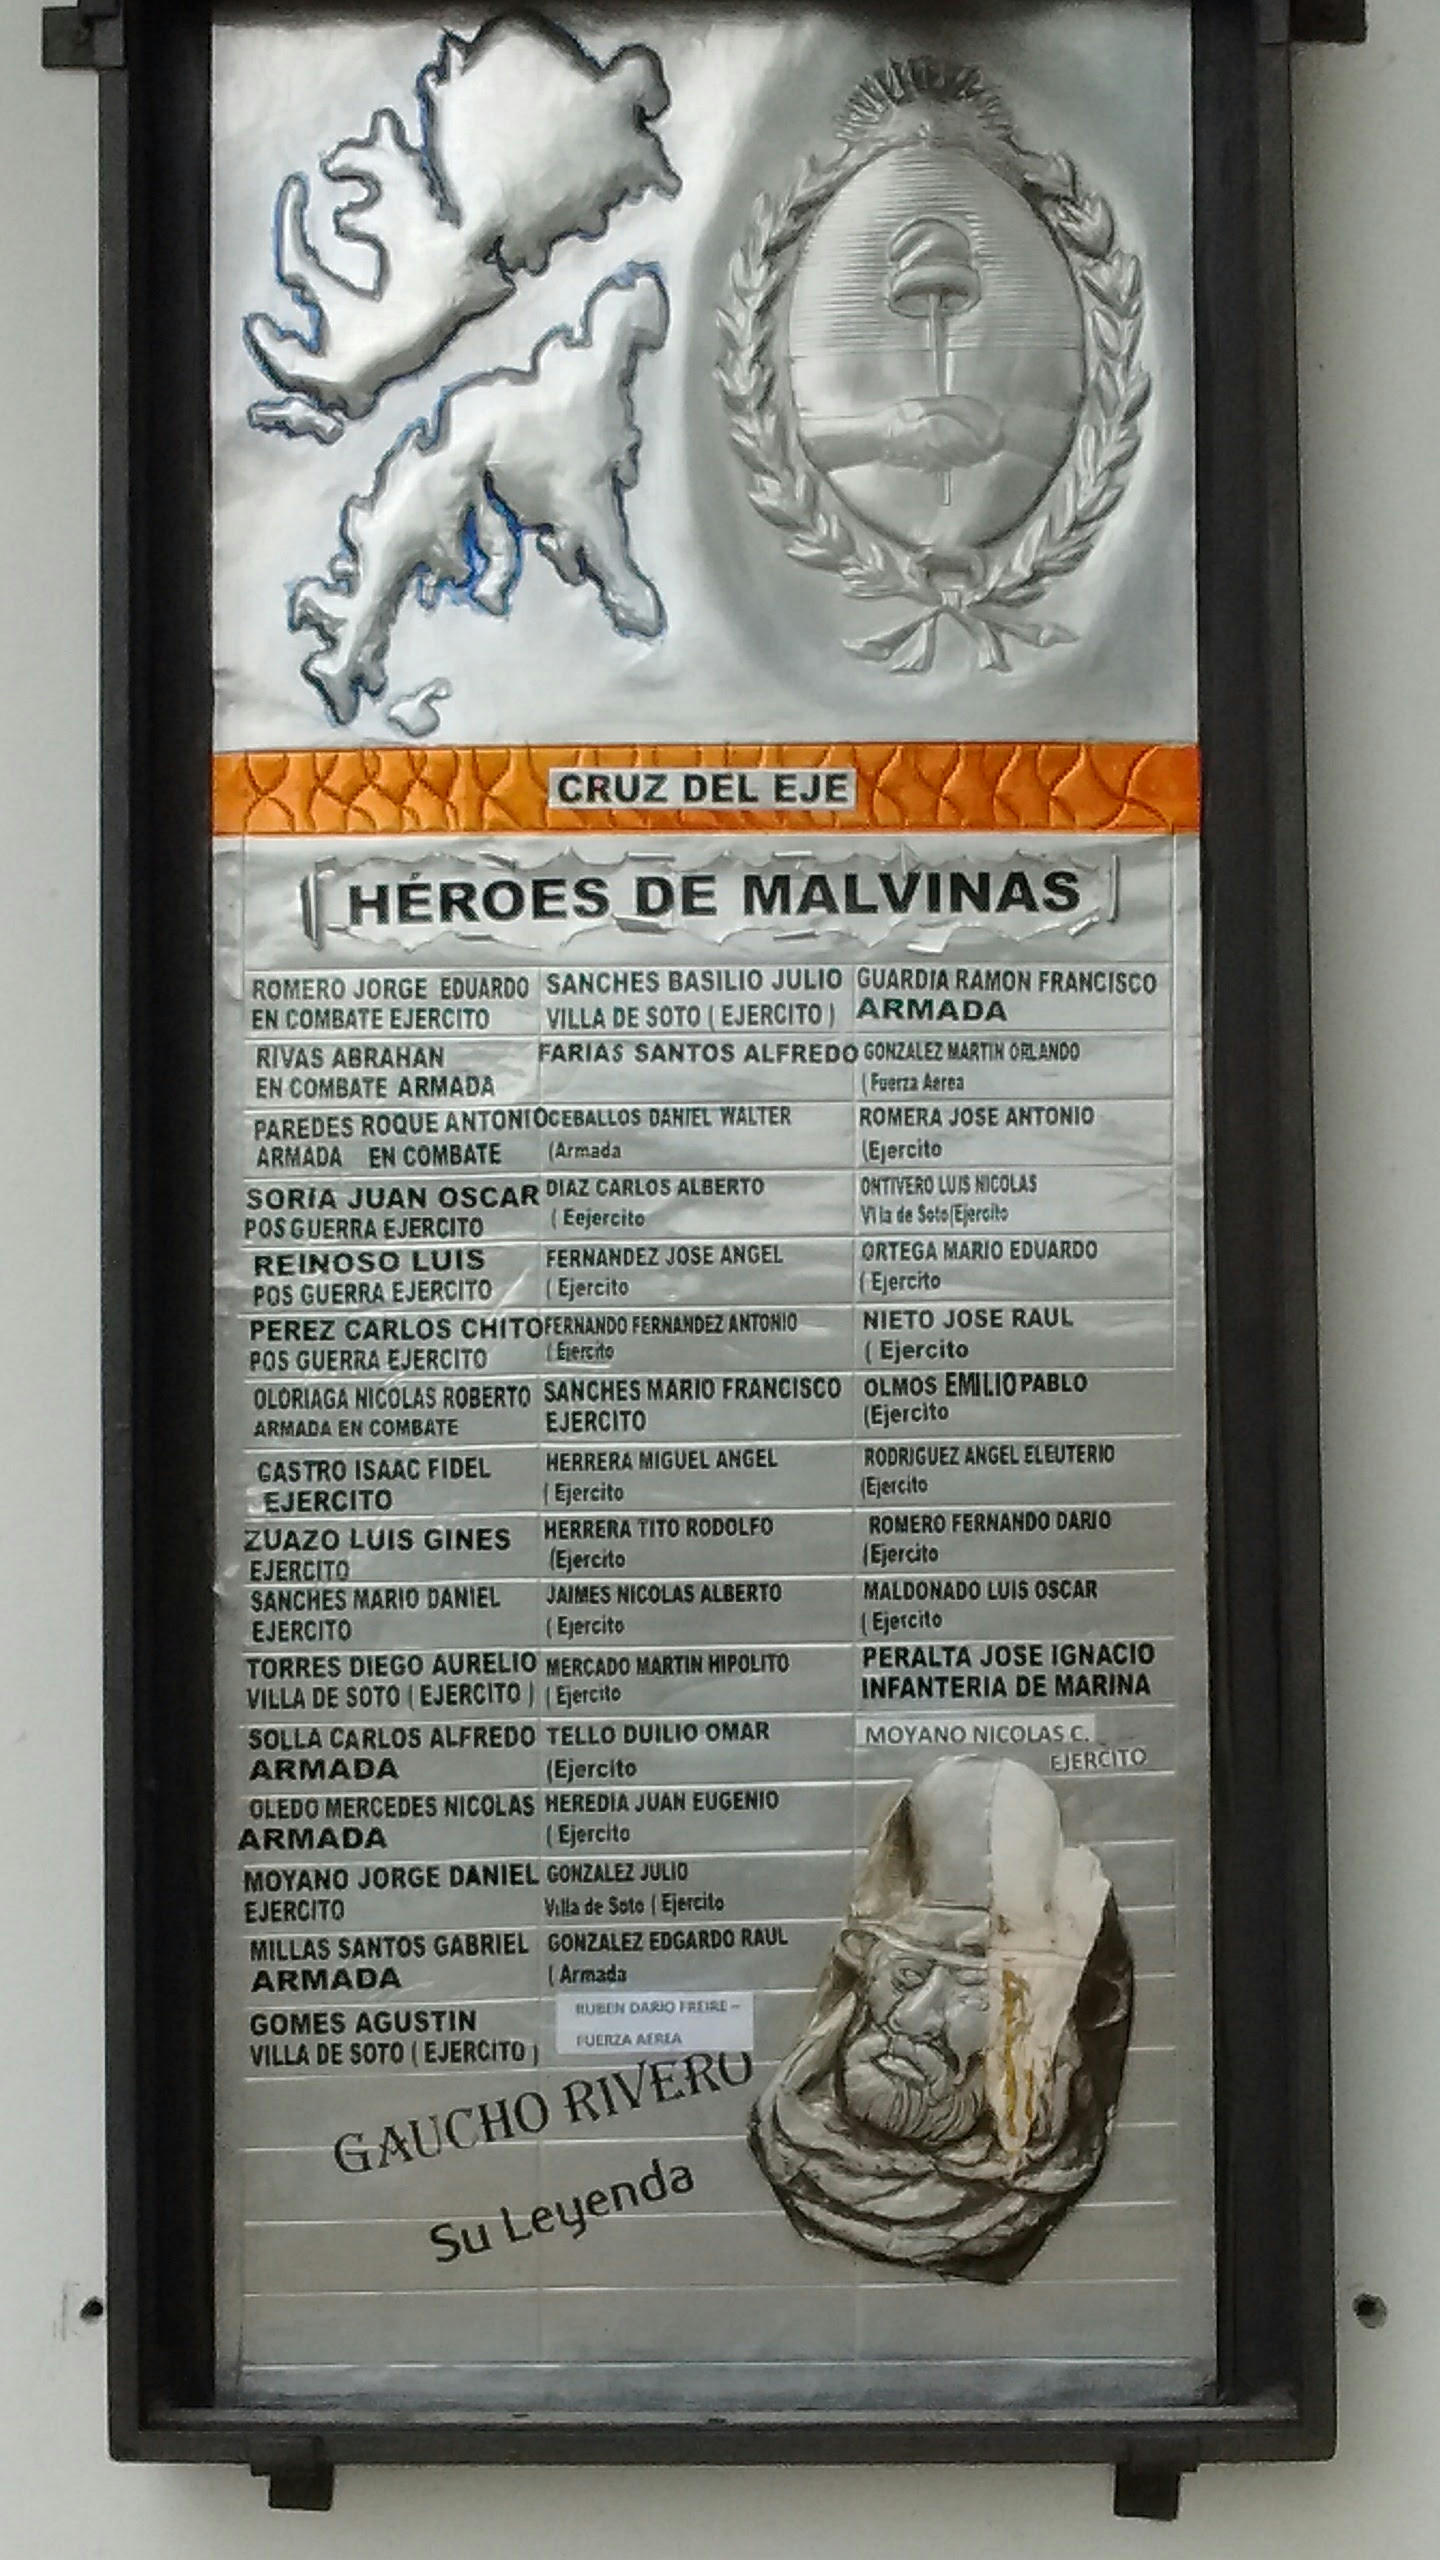 CRUZ DEL EJE
HÉROES DE MALVINAS
ROMERO JORGE EDUARDO
EN COMBATE EJERCITO
RIVAS ABRAHAN
EN COMBATE ARMADA
PAREDES ROQUE ANTONIO
ARMADA EN COMBATE
SORIA JUAN OSCAR
POS GUERRA EJERCITO
REINOSO LUIS
POS GUERRA EJERCITO
PEREZ CARLOS CHITO
POS GUERRA EJERCITO
OLORIAGA NICOLAS ROBERTO
ARMADA EN COMBATE
CASTRO ISAAC FIDEL
EJERCITO
ZUAZO LUIS GINES
EJERCITO
SANCHES MARIO DANIEL
EJERCITO
TORRES DIEGO AURELIO
VILLA DE SOTO ( EJERCITO )
SOLLA CARLOS ALFREDO
ARMADA
OLEDO MERCEDES NICOLAS
ARMADA
MOYANO JORGE DANIEL
EJERCITO
MILLAS SANTOS GABRIEL
ARMADA
GOMES AGUSTIN
VILLA DE SOTO ( EJERCITO )
SANCHES BASILIO JULIO
VILLA DE SOTO ( EJERCITO )
FARIAS SANTOS ALFREDO
CEBALLOS DANIEL WALTER
(Armada
DIAZ CARLOS ALBERTO
( Eejercito
FERNANDEZ JOSE ANGEL
( Ejercito
FERNANDO FERNANDEZ ANTONIO
( Ejercito
SANCHES MARIO FRANCISCO
EJERCITO
HERRERA MIGUEL ANGEL
( Ejercito
HERRERA TITO RODOLFO
(Ejercito
JAIMES NICOLAS ALBERTO
( Ejercito
MERCADO MARTIN HIPOLITO
( Ejercito
TELLO DUILIO OMAR
(Ejercito
HEREDIA JUAN EUGENIO
( Ejercito
GONZALEZ JULIO
Villa de Soto ( Ejercito
GONZALEZ EDGARDO RAUL
( Armada
RUBEN DARIO FREIRE –
FUERZA AEREA
GUARDIA RAMON FRANCISCO
ARMADA
GONZALEZ MARTIN ORLANDO
( Fuerza Aerea
ROMERA JOSE ANTONIO
(Ejercito
ONTIVERO LUIS NICOLAS
Villa de Soto(Ejercito
ORTEGA MARIO EDUARDO
( Ejercito
NIETO JOSE RAUL
( Ejercito
OLMOS EMILIO PABLO
(Ejercito
RODRIGUEZ ANGEL ELEUTERIO
(Ejercito
ROMERO FERNANDO DARIO
(Ejercito
MALDONADO LUIS OSCAR
( Ejercito
PERALTA JOSE IGNACIO
INFANTERIA DE MARINA
MOYANO NICOLAS C.
EJERCITO
GAUCHO RIVERO
Su Leyenda